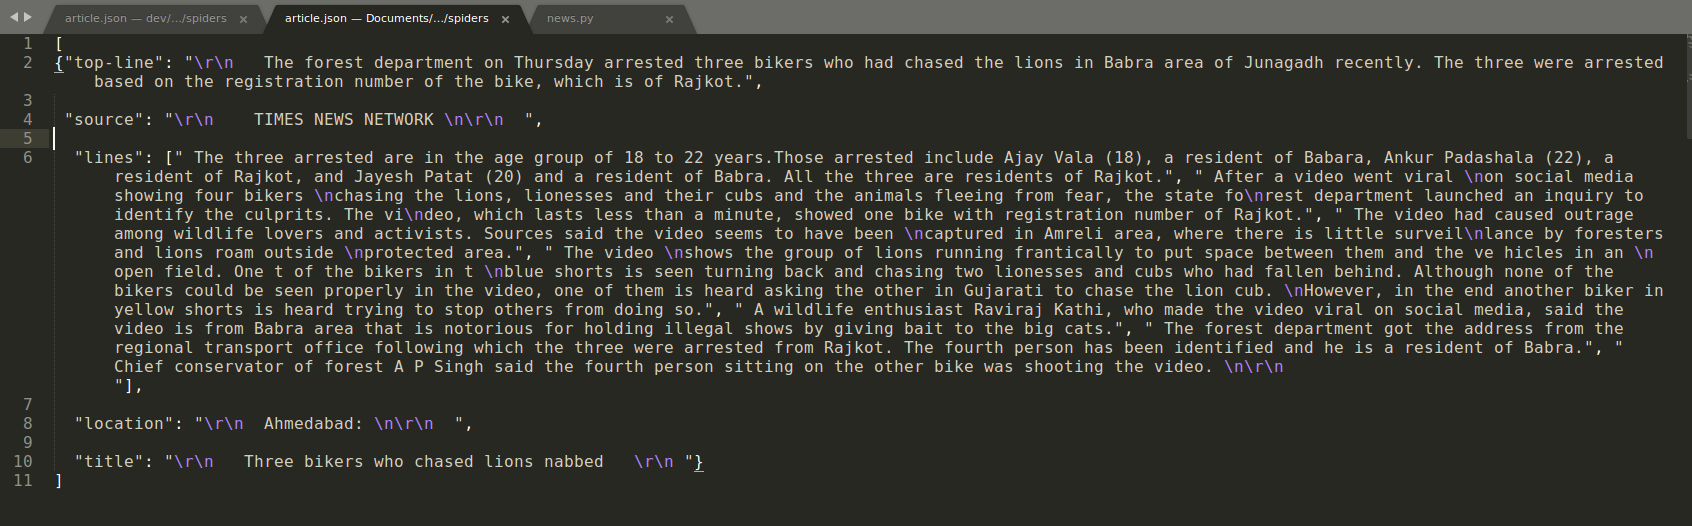 article.json — dev/.../spiders × article.json — Documents/.../spiders × news.py ×
1 [
2 {"top-line": "\r\n   The forest department on Thursday arrested three bikers who had chased the lions in Babra area of Junagadh recently. The three were arrested
based on the registration number of the bike, which is of Rajkot.",
3
4 "source": "\r\n    TIMES NEWS NETWORK \n\r\n  ",
5
6 "lines": [" The three arrested are in the age group of 18 to 22 years.Those arrested include Ajay Vala (18), a resident of Babara, Ankur Padashala (22), a
resident of Rajkot, and Jayesh Patat (20) and a resident of Babra. All the three are residents of Rajkot.", " After a video went viral \non social media
showing four bikers \nchasing the lions, lionesses and their cubs and the animals fleeing from fear, the state fo\nrest department launched an inquiry to
identify the culprits. The vi\ndeo, which lasts less than a minute, showed one bike with registration number of Rajkot.", " The video had caused outrage
among wildlife lovers and activists. Sources said the video seems to have been \ncaptured in Amreli area, where there is little surveil\nlance by foresters
and lions roam outside \nprotected area.", " The video \nshows the group of lions running frantically to put space between them and the ve hicles in an \n
open field. One t of the bikers in t \nblue shorts is seen turning back and chasing two lionesses and cubs who had fallen behind. Although none of the
bikers could be seen properly in the video, one of them is heard asking the other in Gujarati to chase the lion cub. \nHowever, in the end another biker in
yellow shorts is heard trying to stop others from doing so.", " A wildlife enthusiast Raviraj Kathi, who made the video viral on social media, said the
video is from Babra area that is notorious for holding illegal shows by giving bait to the big cats.", " The forest department got the address from the
regional transport office following which the three were arrested from Rajkot. The fourth person has been identified and he is a resident of Babra.", "
Chief conservator of forest A P Singh said the fourth person sitting on the other bike was shooting the video. \n\r\n
"],
7
8 "location": "\r\n  Ahmedabad: \n\r\n  ",
9
10 "title": "\r\n   Three bikers who chased lions nabbed   \r\n "}
11 ]